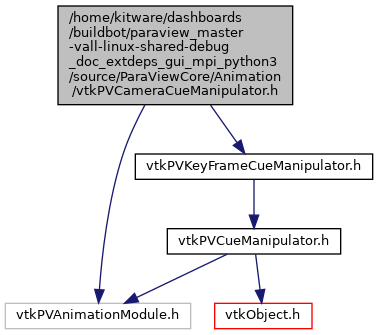 /home/kitware/dashboards
/buildbot/paraview_master
-vall-linux-shared-debug
_doc_extdeps_gui_mpi_python3
/source/ParaViewCore/Animation
/vtkPVCameraCueManipulator.h
vtkPVKeyFrameCueManipulator.h
vtkPVCueManipulator.h
vtkPVAnimationModule.h
vtkObject.h